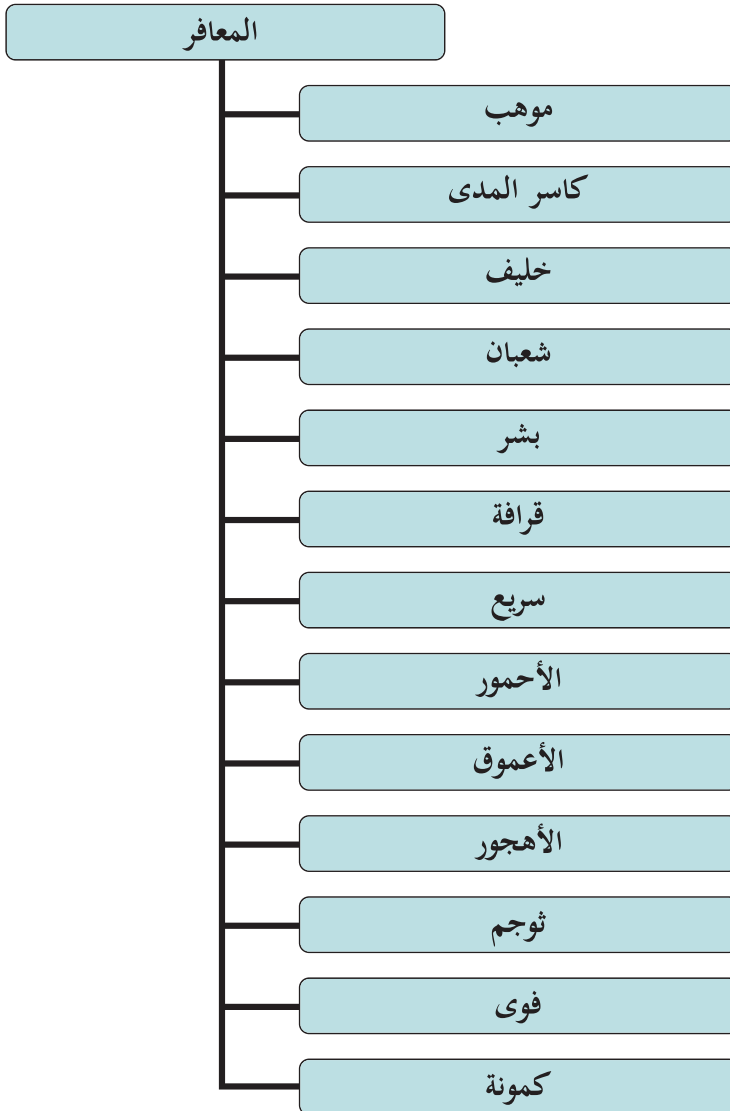 المعافر
موهب
كاسر المدى
خليف
شعبان
بشر
قرافة
سريع
الأحمور
الأعموق
الأهجور
ثوجم
فوى
كمونة